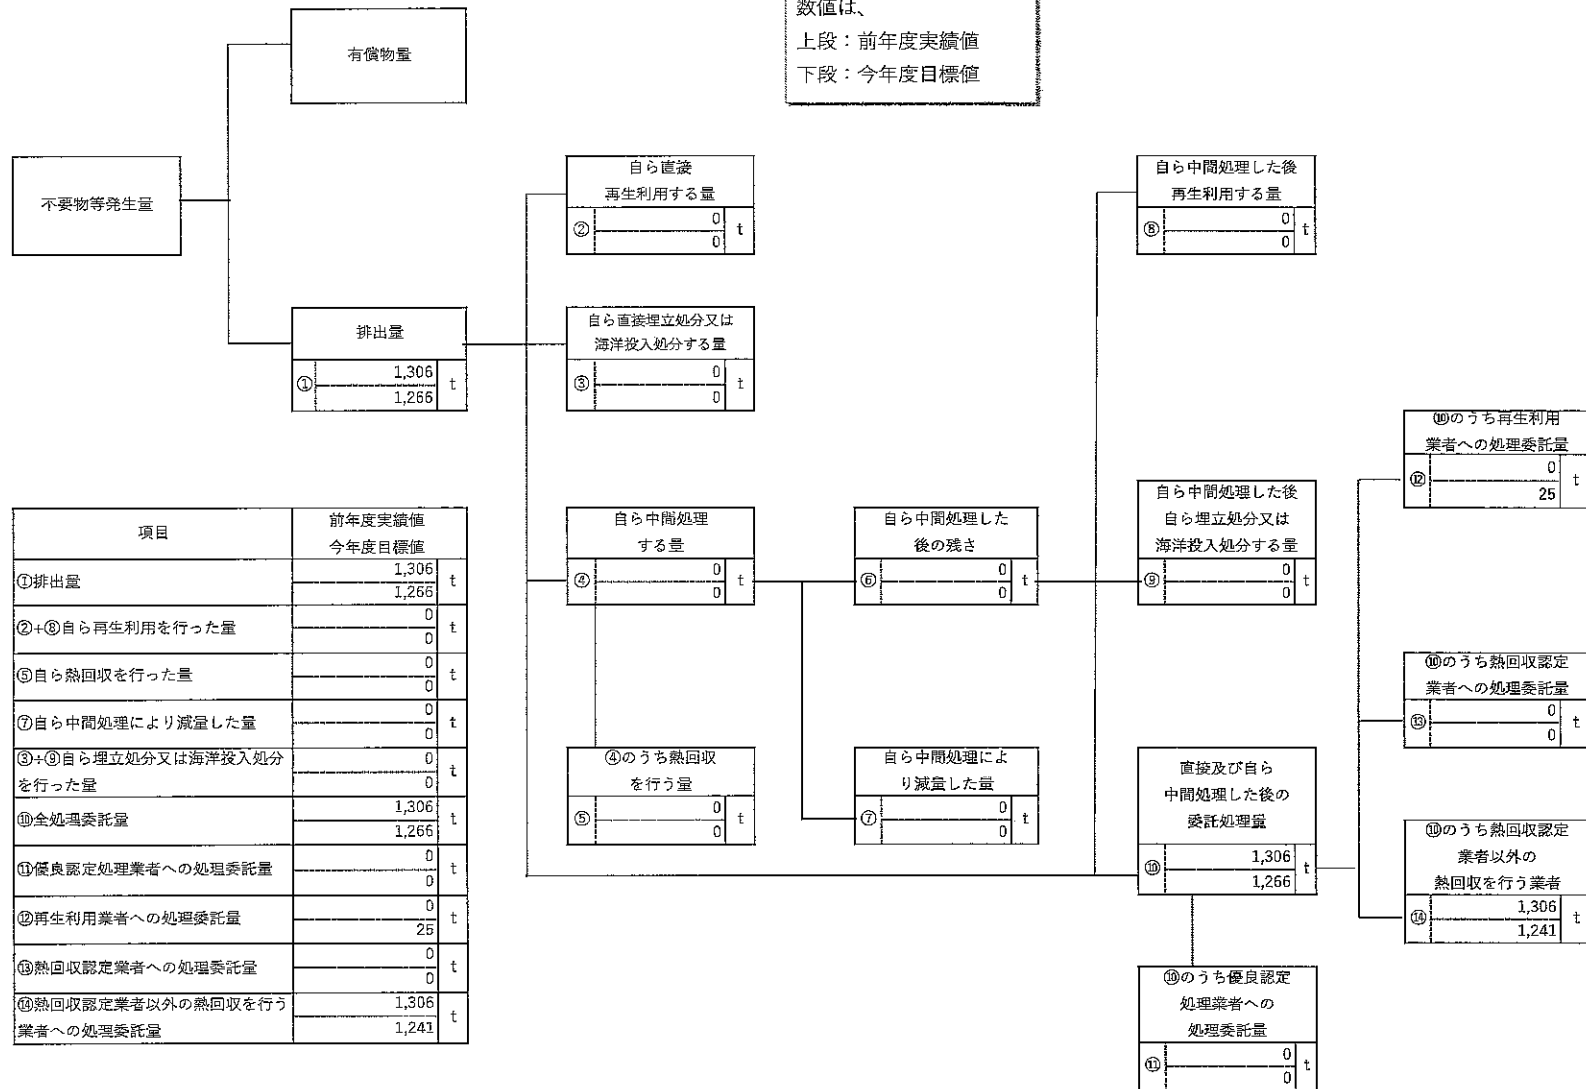 数値は、
上段：前年度実績値
下段：今年度目標値
有償物量
不要物等発生量
排出量
①
1,306
1,266
t
自ら直接
再生利用する量
②
0
0
t
自ら直接埋立処分又は
海洋投入処分する量
③
0
0
t
自ら中間処理
する量
④
0
0
t
④のうち熱回収
を行う量
⑤
0
0
t
自ら中間処理した
後の残さ
⑥
0
0
t
自ら中間処理によ
り減量した量
⑦
0
0
t
自ら中間処理した後
再生利用する量
⑧
0
0
t
自ら中間処理した後
自ら埋立処分又は
海洋投入処分する量
⑨
0
0
t
直接及び自ら
中間処理した後の
委託処理量
⑩
1,306
1,266
t
⑩のうち優良認定
処理業者への
処理委託量
⑪
0
0
t
⑩のうち再生利用
業者への処理委託量
⑫
0
25
t
⑩のうち熱回収認定
業者への処理委託量
⑬
0
0
t
⑩のうち熱回収認定
業者以外の
熱回収を行う業者
⑭
1,306
1,241
t
項目
前年度実績値
今年度目標値
①排出量
1,306
1,266
t
②+⑧自ら再生利用を行った量
0
0
t
⑤自ら熱回収を行った量
0
0
t
⑦自ら中間処理により減量した量
0
0
t
③+⑨自ら埋立処分又は海洋投入処分
を行った量
0
0
t
⑩全処理委託量
1,306
1,266
t
⑪優良認定処理業者への処理委託量
0
0
t
⑫再生利用業者への処理委託量
0
25
t
⑬熱回収認定業者への処理委託量
0
0
t
⑭熱回収認定業者以外の熱回収を行う
業者への処理委託量
1,306
1,241
t